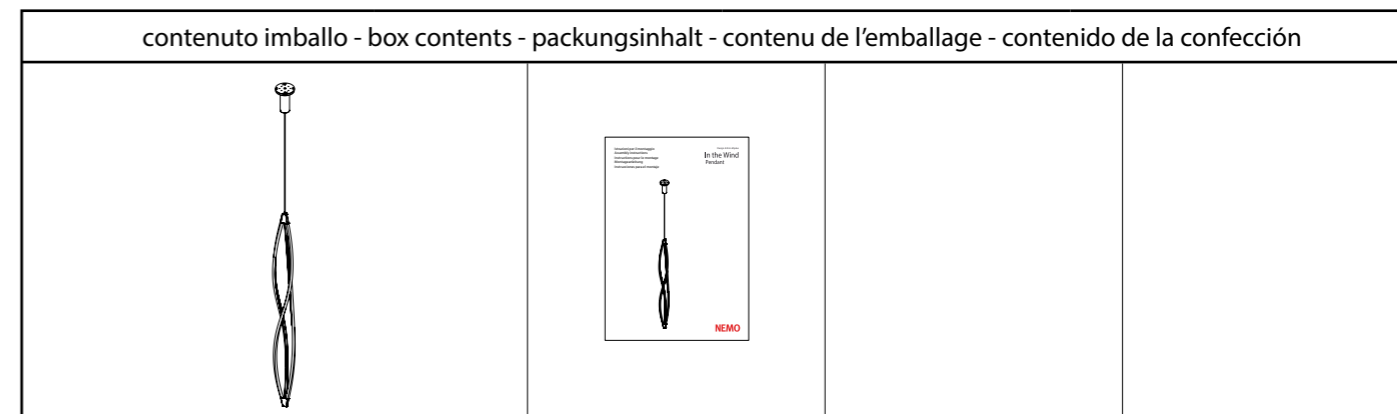 contenuto imballo - box contents - packungsinhalt - contenu de l’emballage - contenido de la confección
In the Wind
Pendant
NEMO